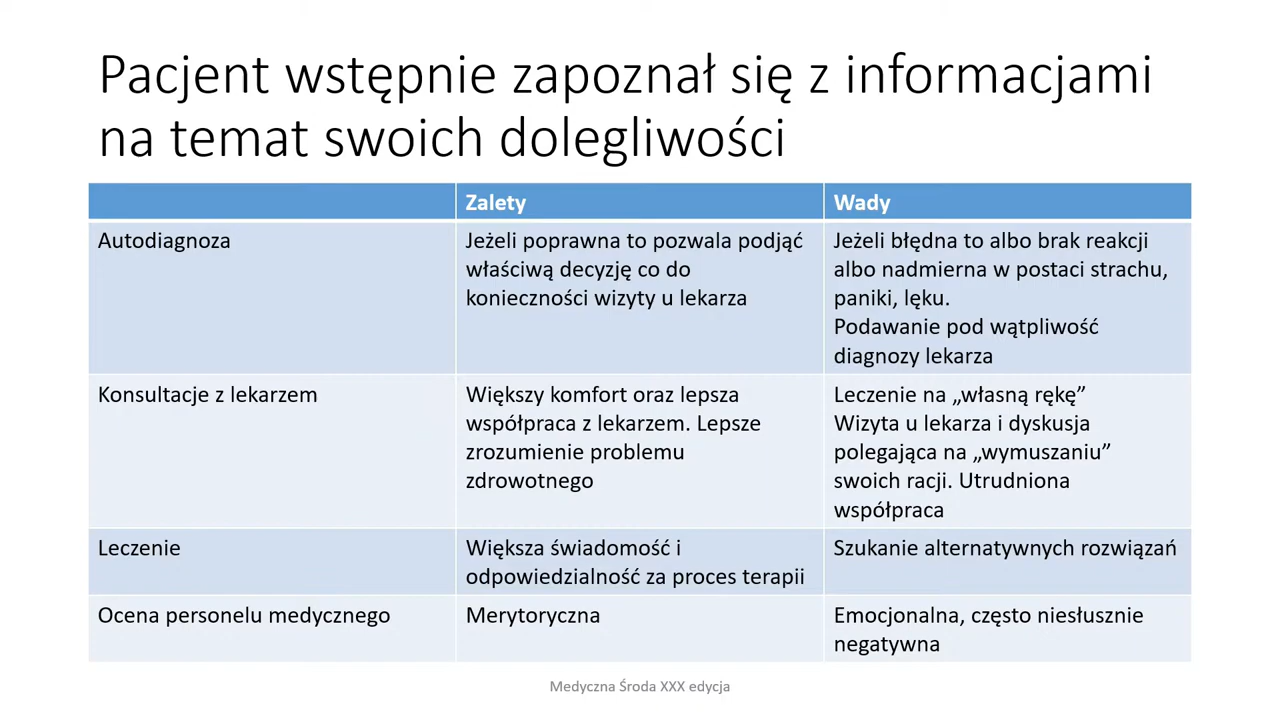 Pacjent wstępnie zapoznał się z informacjami
na temat swoich dolegliwości
Zalety
Wady
Autodiagnoza
Jeżeli poprawna to pozwala podjąć
właściwą decyzję co do
konieczności wizyty u lekarza
Jeżeli błędna to albo brak reakcji
albo nadmierna w postaci strachu,
paniki, lęku.
Podawanie pod wątpliwość
diagnozy lekarza
Konsultacje z lekarzem
Większy komfort oraz lepsza
współpraca z lekarzem. Lepsze
zrozumienie problemu
zdrowotnego
Leczenie na „własną rękę”
Wizyta u lekarza i dyskusja
polegająca na „wymuszaniu”
swoich racji. Utrudniona
współpraca
Leczenie
Większa świadomość i
odpowiedzialność za proces terapii
Szukanie alternatywnych rozwiązań
Ocena personelu medycznego
Merytoryczna
Emocjonalna, często niesłusznie
negatywna
Medyczna Środa XXX edycja